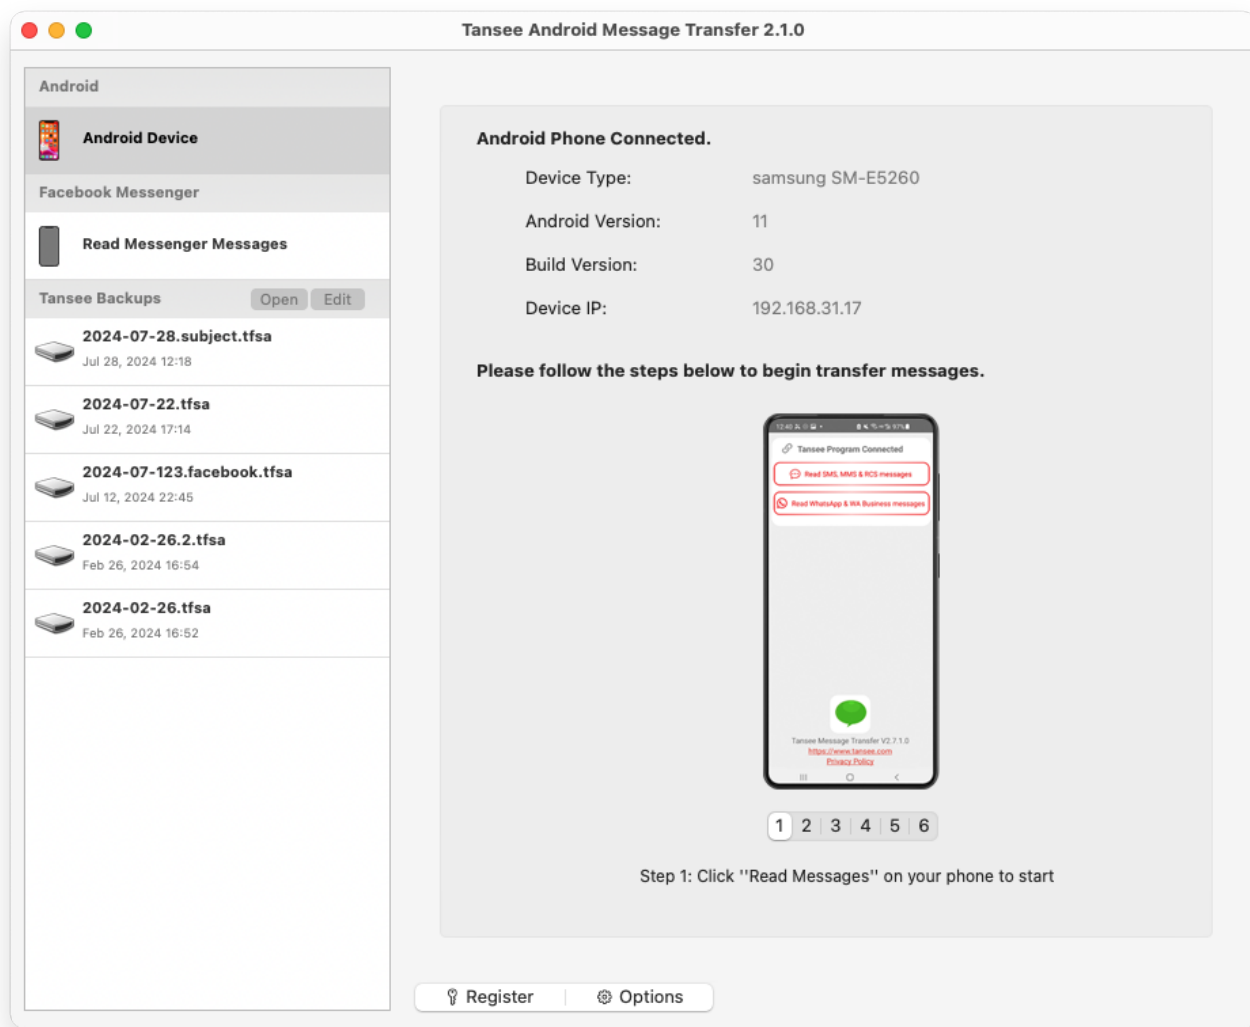 Tansee Android Message Transfer 2.1.0
Android
Android Device
Facebook Messenger
Read Messenger Messages
Tansee Backups Open Edit
2024-07-28.subject.tfsa
Jul 28, 2024 12:18
2024-07-22.tfsa
Jul 22, 2024 17:14
2024-07-123.facebook.tfsa
Jul 12, 2024 22:45
2024-02-26.2.tfsa
Feb 26, 2024 16:54
2024-02-26.tfsa
Feb 26, 2024 16:52
Android Phone Connected.
Device Type: samsung SM-E5260
Android Version: 11
Build Version: 30
Device IP: 192.168.31.17
Please follow the steps below to begin transfer messages.
12:40 97%
Tansee Program Connected
Read SMS, MMS & RCS messages
Read WhatsApp & WA Business messages
Tansee Message Transfer V2.7.1.0
https://www.tansee.com
Privacy Policy
1 2 3 4 5 6
Step 1: Click ''Read Messages'' on your phone to start
Register Options